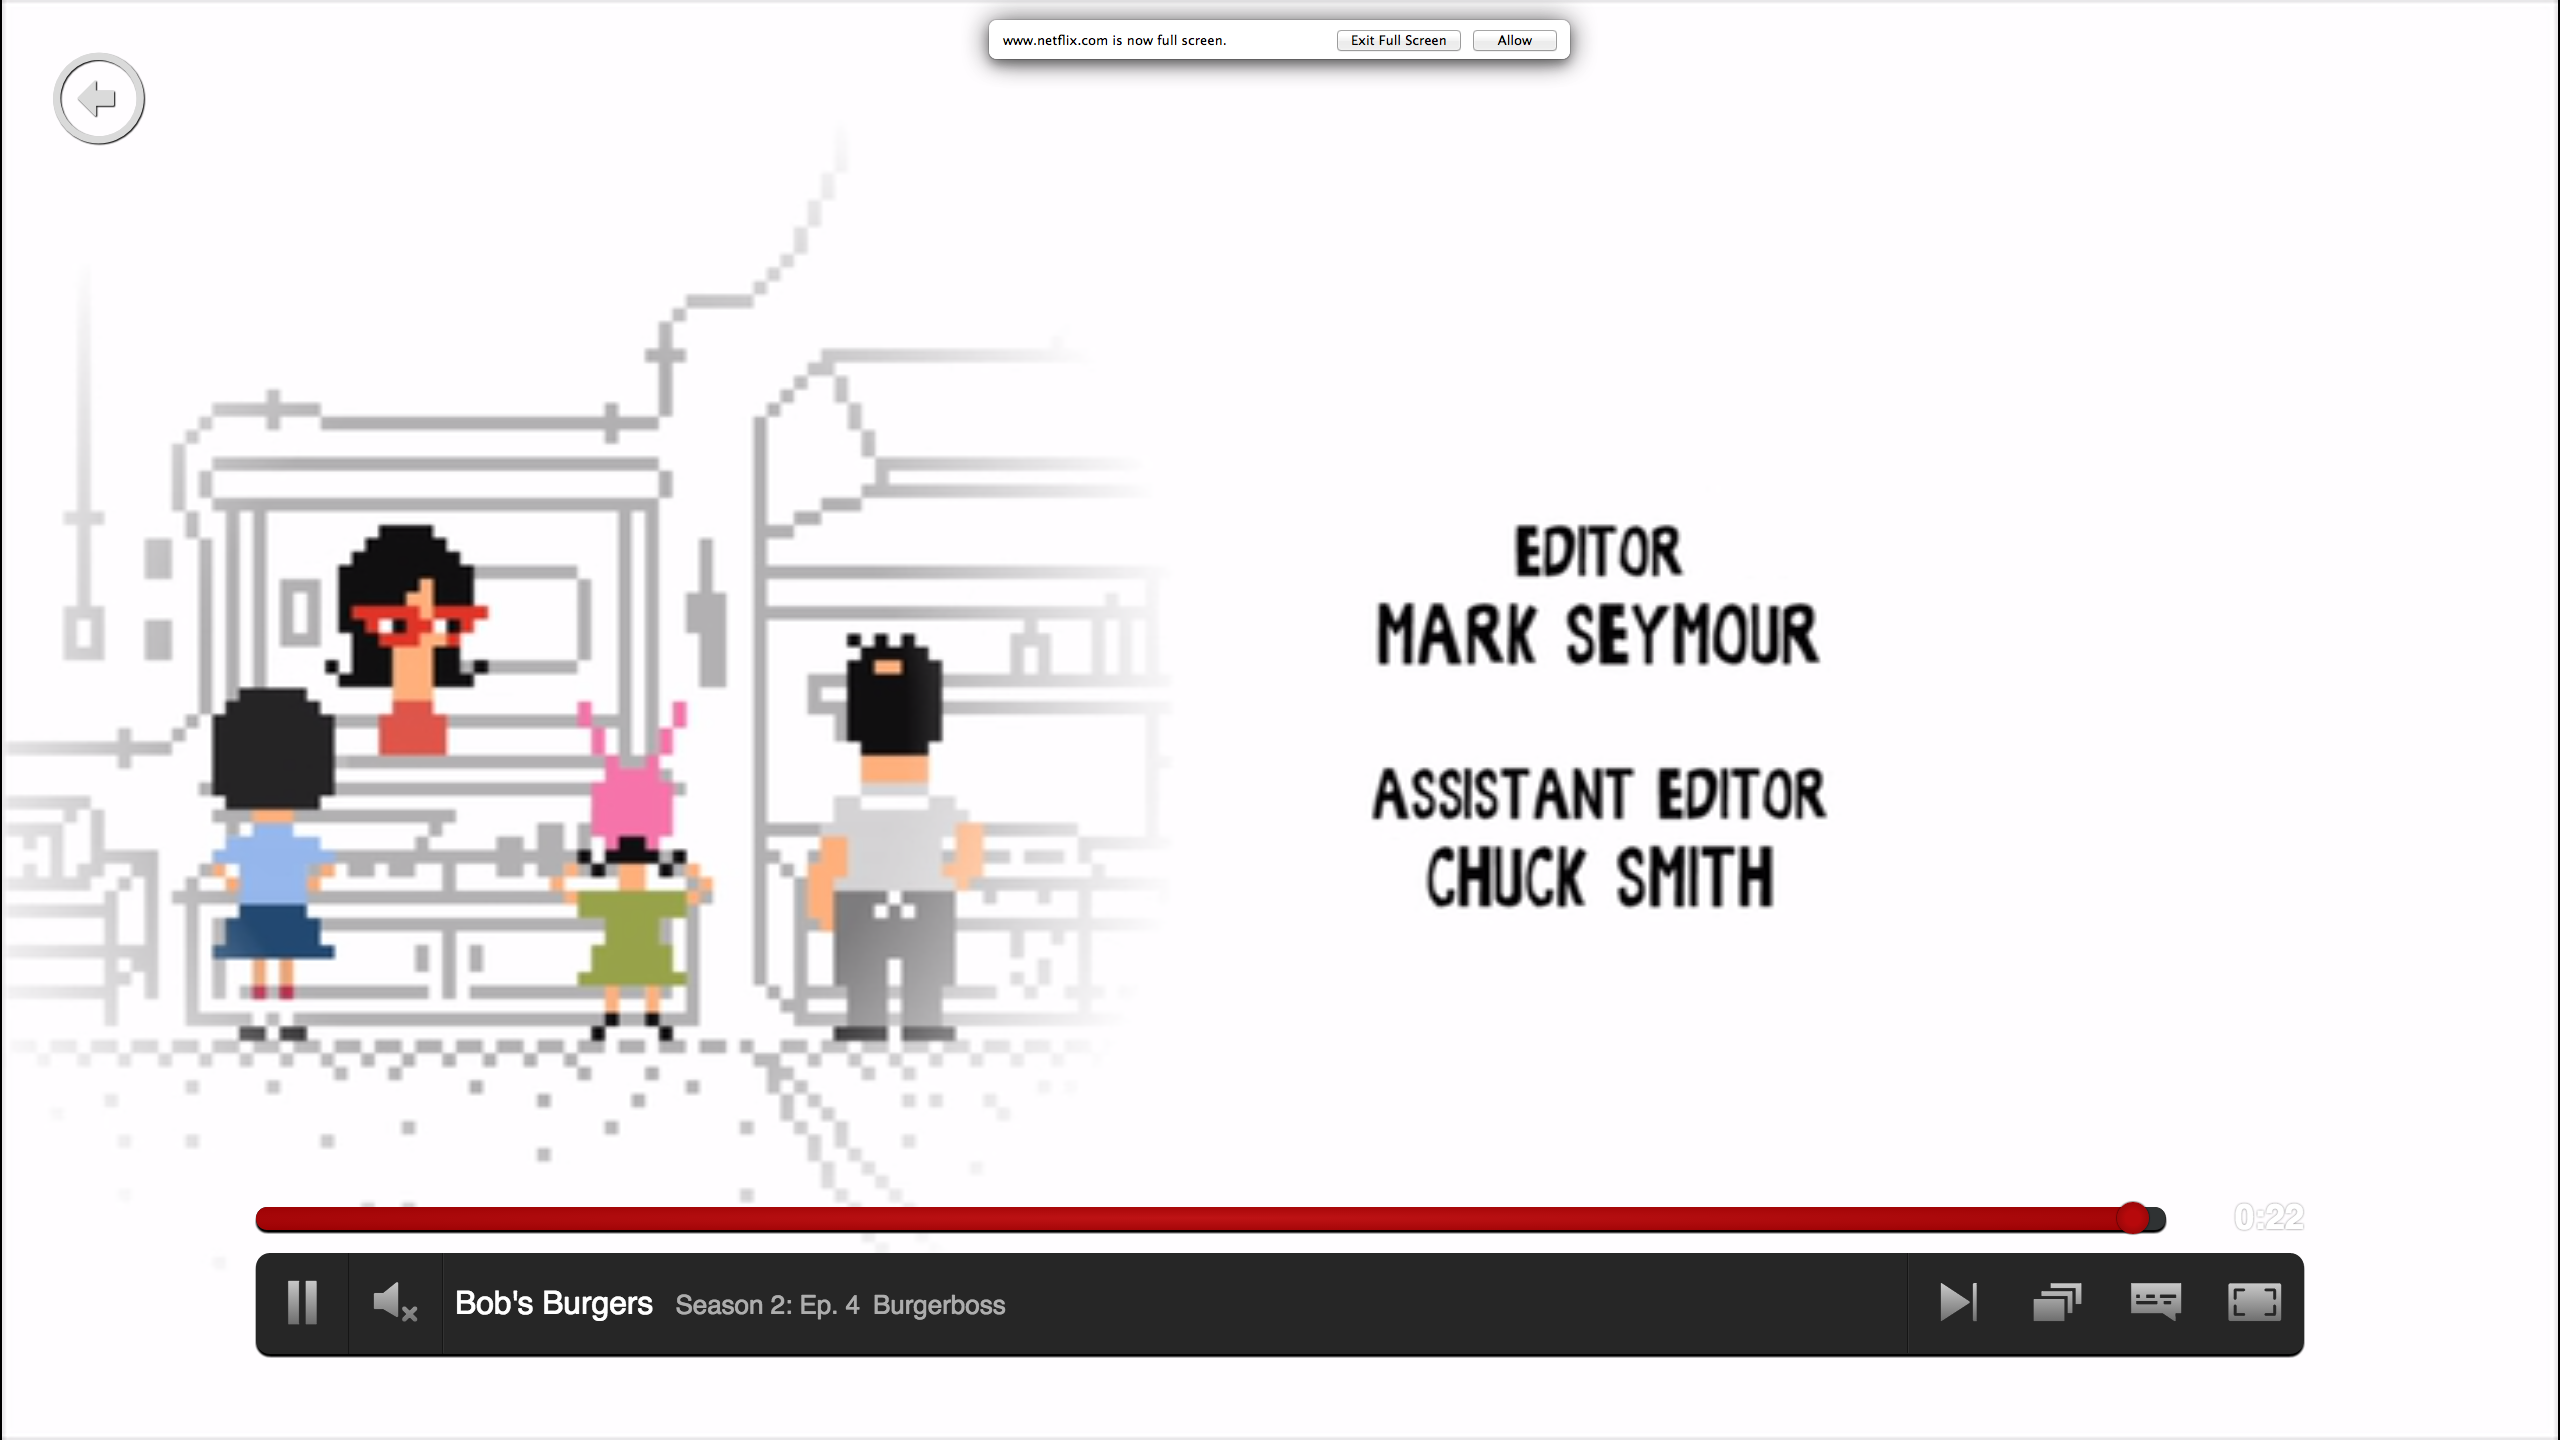 www.netflix.com is now full screen. Exit Full Screen Allow
EDITOR
MARK SEYMOUR
ASSISTANT EDITOR
CHUCK SMITH
0:22
Bob's Burgers Season 2: Ep. 4 Burgerboss